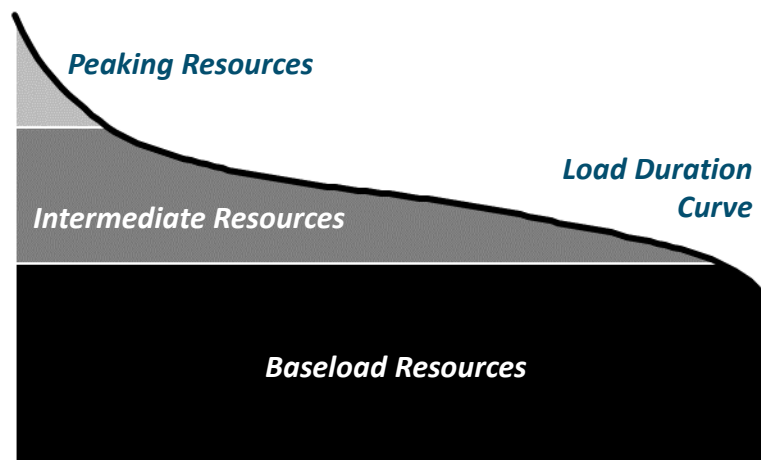 Peaking Resources
Load Duration
Curve
Intermediate Resources
Baseload Resources